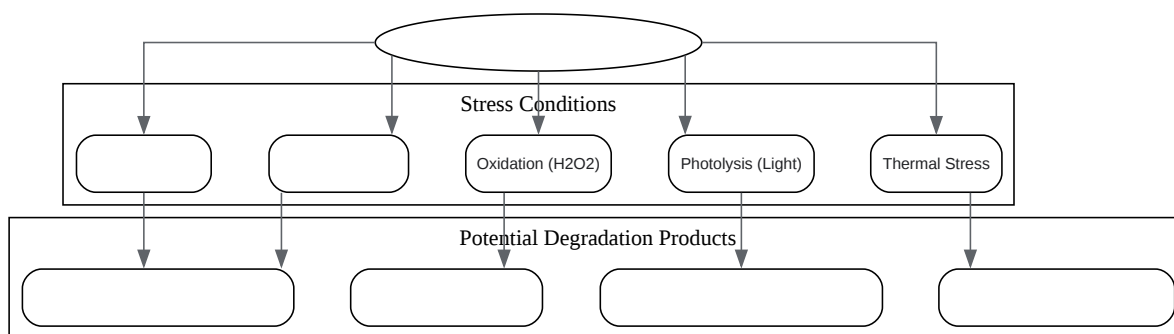 Stress Conditions
Oxidation (H2O2)
Photolysis (Light)
Thermal Stress
Potential Degradation Products